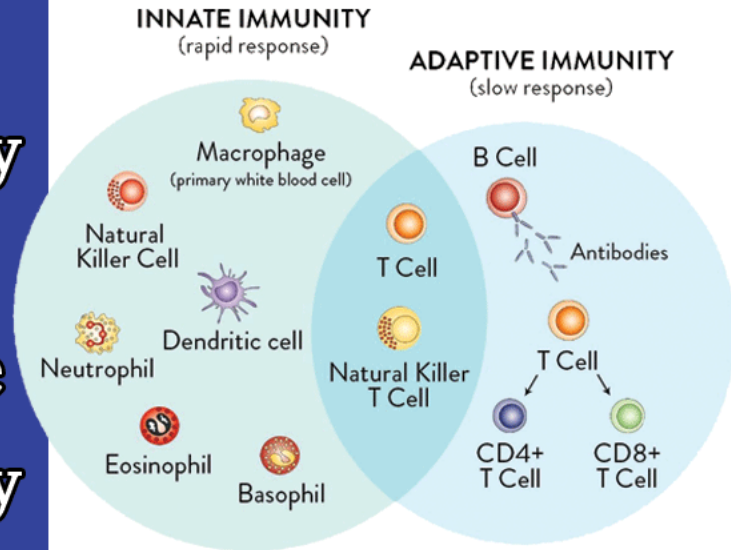 INNATE IMMUNITY
(rapid response)
ADAPTIVE IMMUNITY
(slow response)
Macrophage
(primary white blood cell)
Natural
Killer Cell
Dendritic cell
Neutrophil
Eosinophil
Basophil
T Cell
Natural Killer
T Cell
B Cell
Antibodies
T Cell
CD4+
T Cell
CD8+
T Cell